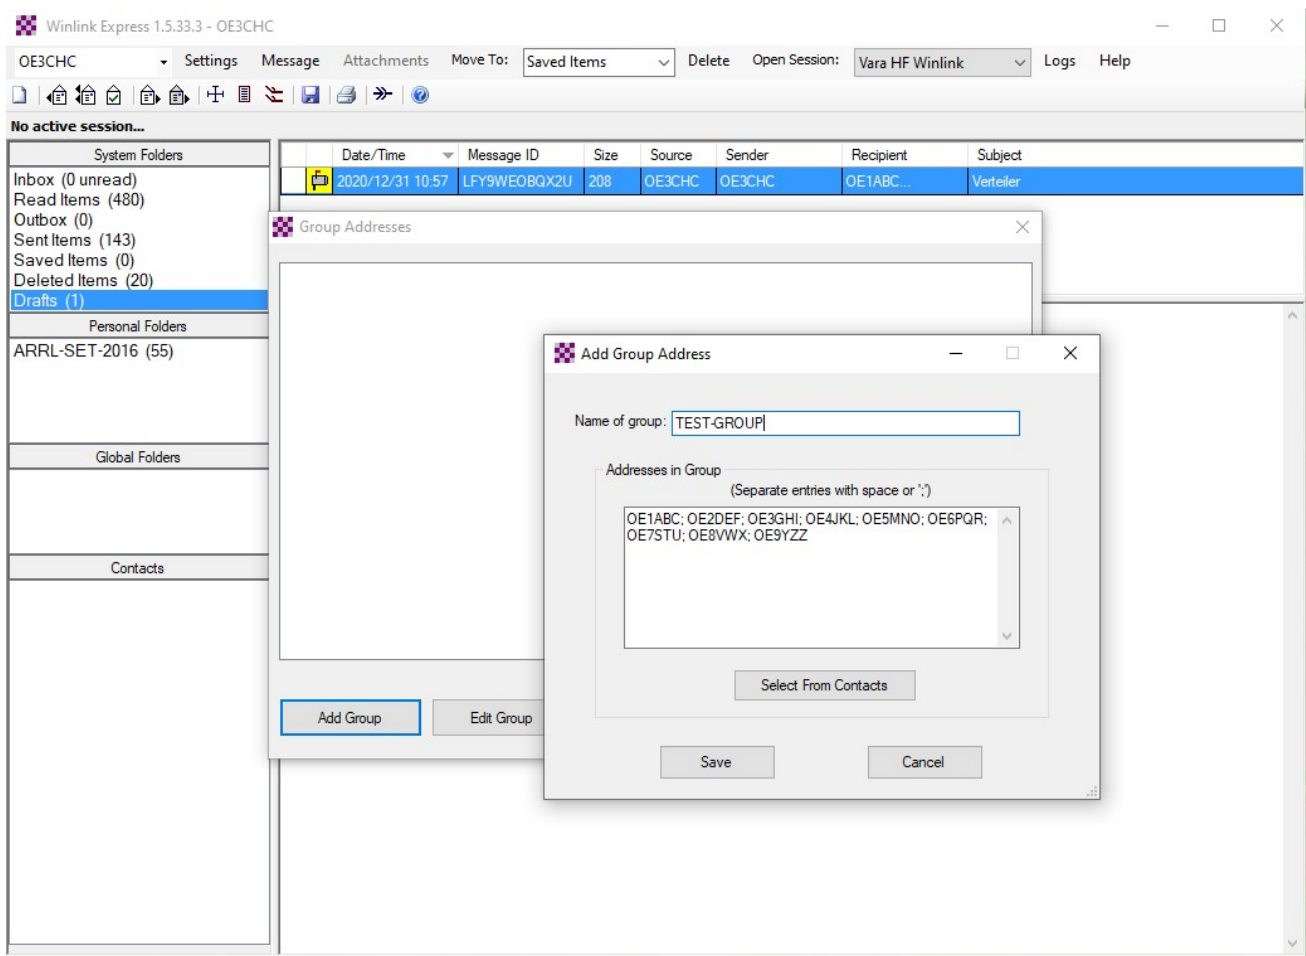 Winlink Express 1.5.33.3 - OE3CHC
OE3CHC Settings Message Attachments Move To: Saved Items Delete Open Session: Vara HF Winlink Logs Help
No active session...
System Folders
Inbox (0 unread)
Read Items (480)
Outbox (0)
Sent Items (143)
Saved Items (0)
Deleted Items (20)
Drafts (1)
Personal Folders
ARRL-SET-2016 (55)
Global Folders
Contacts
Date/Time Message ID Size Source Sender Recipient Subject
2020/12/31 10:57 LFY9WEOBQX2U 208 OE3CHC OE3CHC OE1ABC... Verteiler
Group Addresses
Add Group Edit Group
Add Group Address
Name of group: TEST-GROUP
Addresses in Group
(Separate entries with space or ';')
OE1ABC; OE2DEF; OE3GHI; OE4JKL; OE5MNO; OE6PQR;
OE7STU; OE8VWX; OE9YZZ
Select From Contacts
Save Cancel